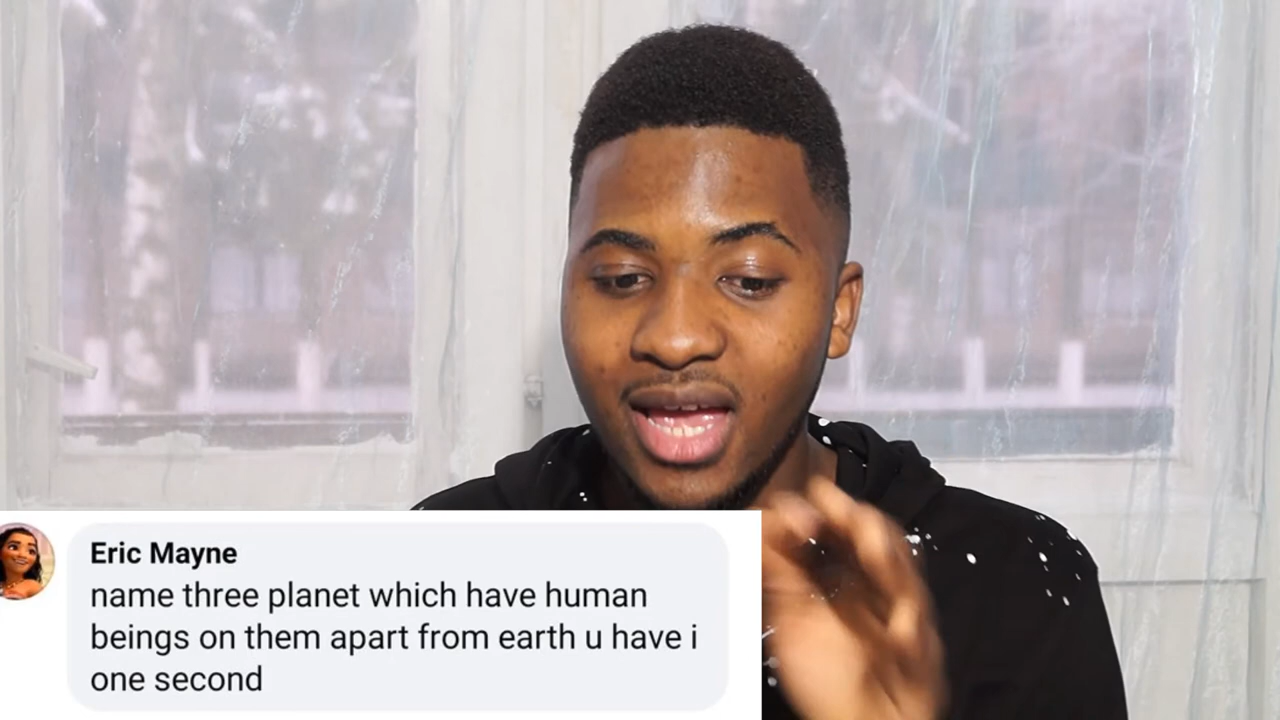 Eric Mayne
name three planet which have human
beings on them apart from earth u have i
one second